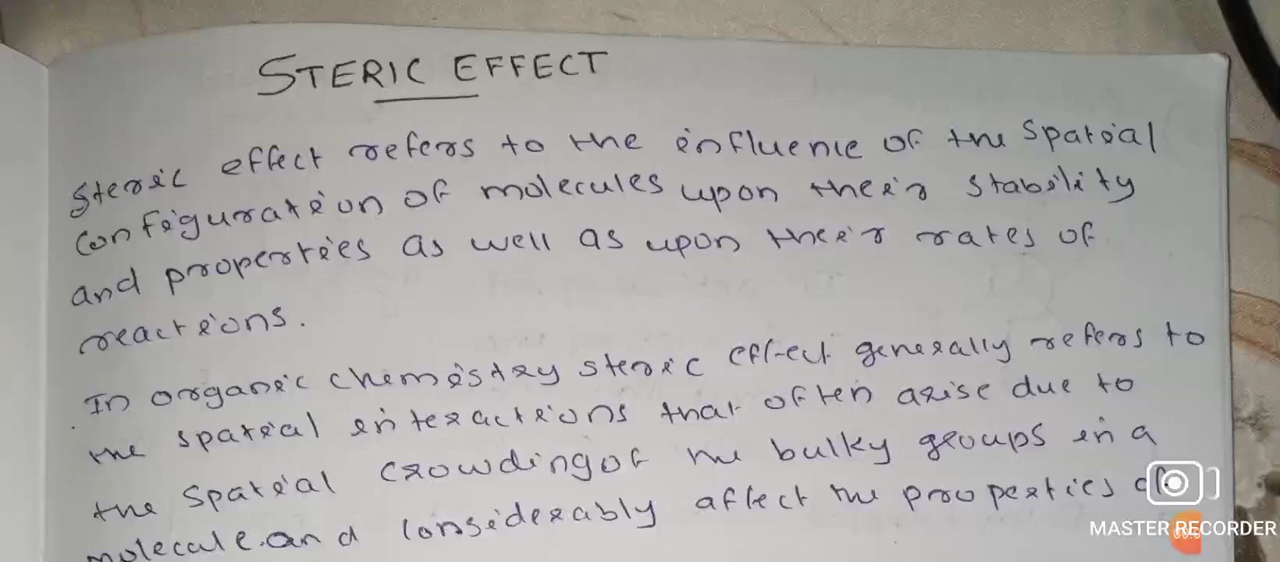 STERIC EFFECT
Steric effect refers to the influence of the spatial
configuration of molecules upon their stability
and properties as well as upon their rates of
reactions.
In organic chemistry steric effect generally refers to
the spatial interactions that often arise due to
the spatial crowding of the bulky groups in a
molecule and considerably affect the properties of
MASTER RECORDER